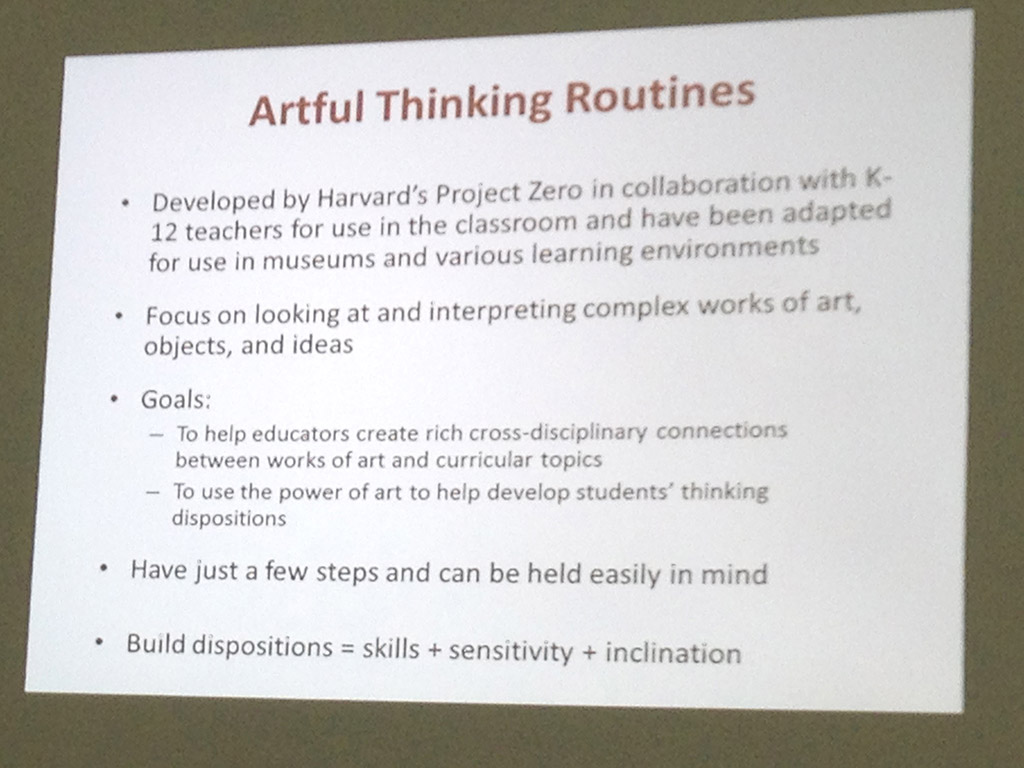 Artful Thinking Routines
• Developed by Harvard's Project Zero in collaboration with K-
12 teachers for use in the classroom and have been adapted
for use in museums and various learning environments
• Focus on looking at and interpreting complex works of art,
objects, and ideas
• Goals:
– To help educators create rich cross-disciplinary connections
between works of art and curricular topics
– To use the power of art to help develop students' thinking
dispositions
• Have just a few steps and can be held easily in mind
• Build dispositions = skills + sensitivity + inclination